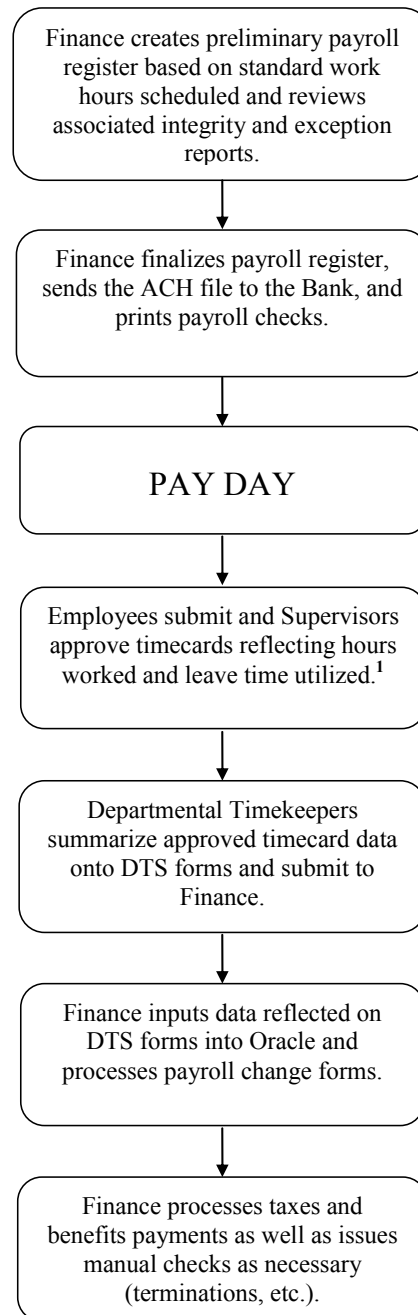 Finance creates preliminary payroll
register based on standard work
hours scheduled and reviews
associated integrity and exception
reports.
Finance finalizes payroll register,
sends the ACH file to the Bank, and
prints payroll checks.
PAY DAY
Employees submit and Supervisors
approve timecards reflecting hours
worked and leave time utilized.¹
Departmental Timekeepers
summarize approved timecard data
onto DTS forms and submit to
Finance.
Finance inputs data reflected on
DTS forms into Oracle and
processes payroll change forms.
Finance processes taxes and
benefits payments as well as issues
manual checks as necessary
(terminations, etc.).